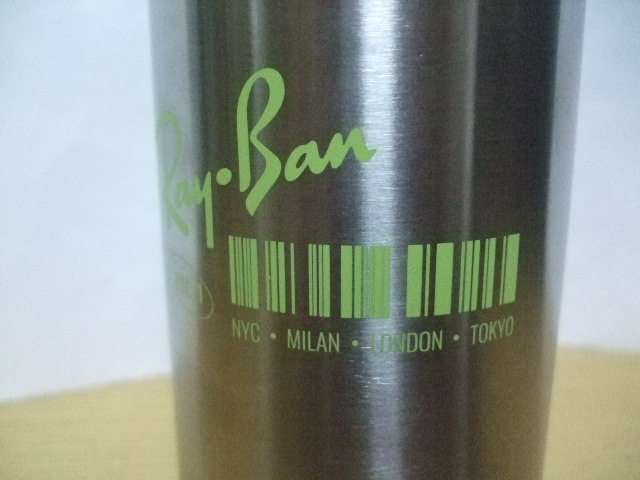 Ray-Ban
NYC • MILAN • LONDON • TOKYO